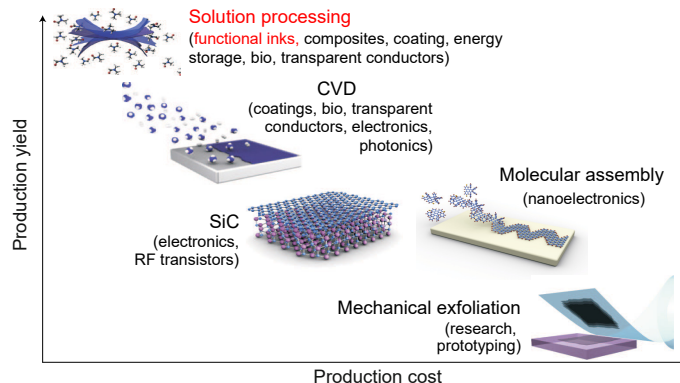 Solution processing
(functional inks, composites, coating, energy
storage, bio, transparent conductors)
CVD
(coatings, bio, transparent
conductors, electronics,
photonics)
Molecular assembly
(nanoelectronics)
SiC
(electronics,
RF transistors)
Mechanical exfoliation
(research,
prototyping)
Production yield
Production cost